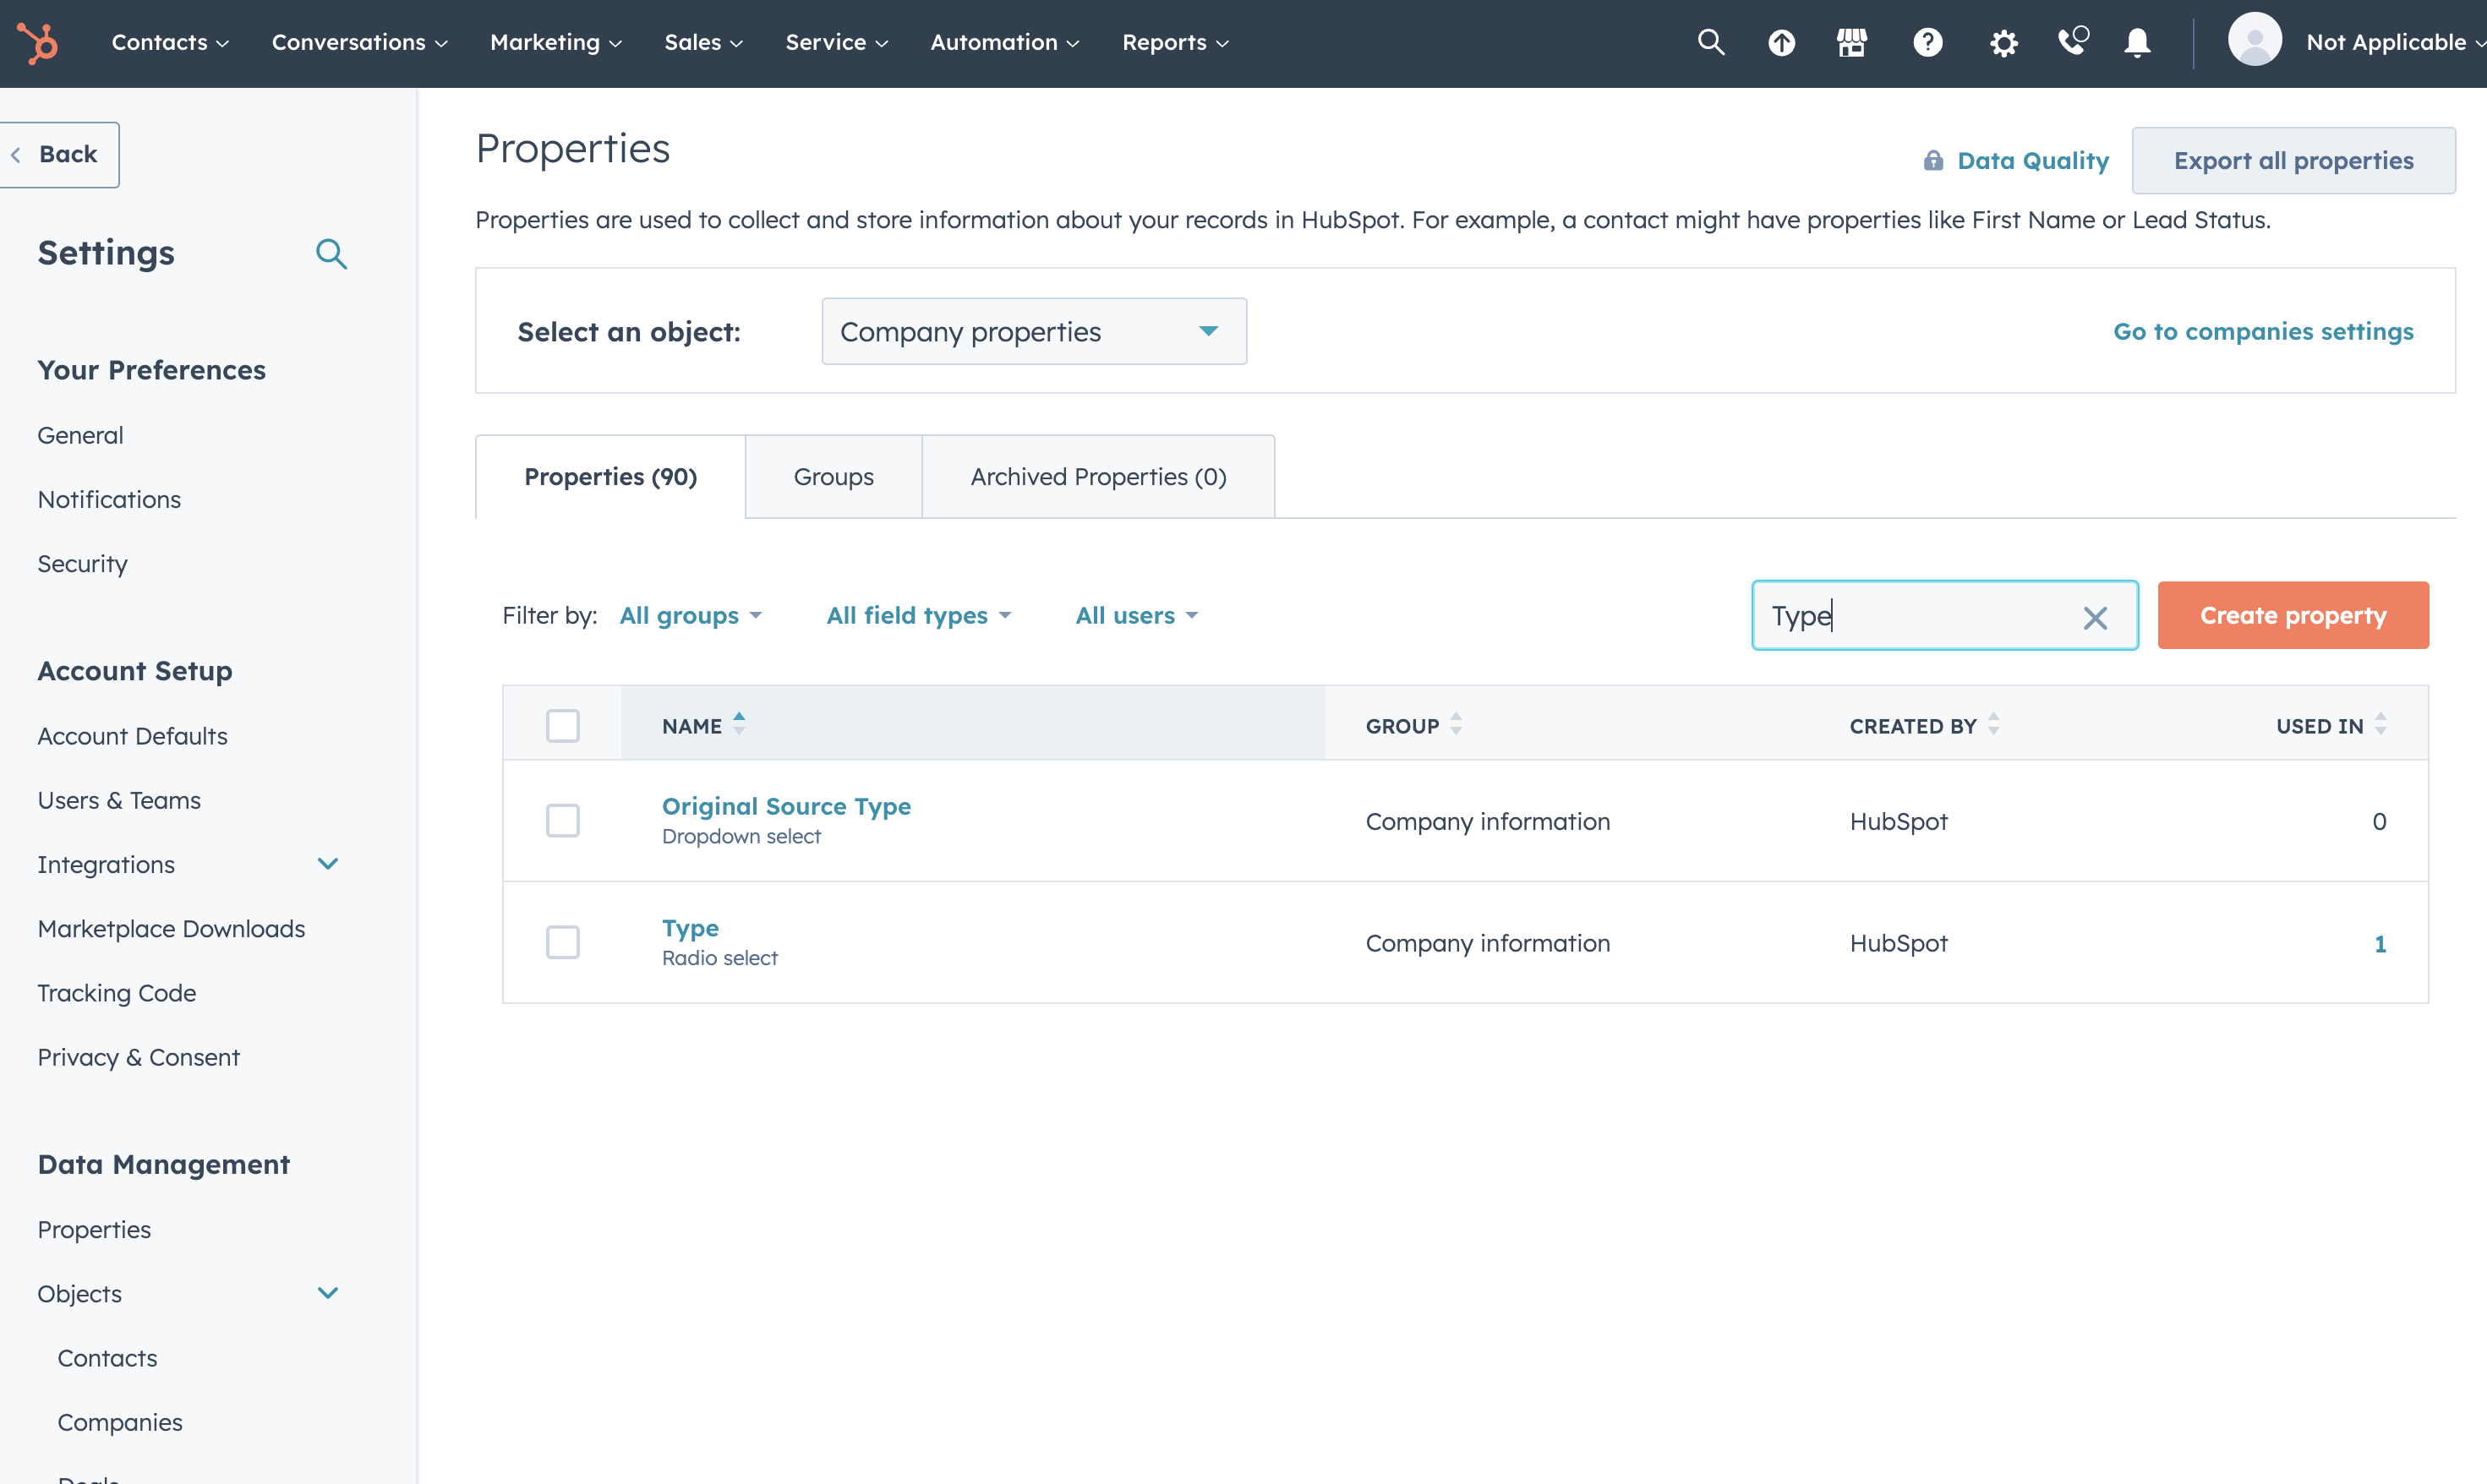 Contacts Conversations Marketing Sales Service Automation Reports Not Applicable
Back
Settings
Your Preferences
General
Notifications
Security
Account Setup
Account Defaults
Users & Teams
Integrations
Marketplace Downloads
Tracking Code
Privacy & Consent
Data Management
Properties
Objects
Contacts
Companies
Deals
Properties
Data Quality Export all properties
Properties are used to collect and store information about your records in HubSpot. For example, a contact might have properties like First Name or Lead Status.
Select an object: Company properties Go to companies settings
Properties (90) Groups Archived Properties (0)
Filter by: All groups All field types All users Type Create property
NAME GROUP CREATED BY USED IN
Original Source Type Company information HubSpot 0
Dropdown select
Type Company information HubSpot 1
Radio select